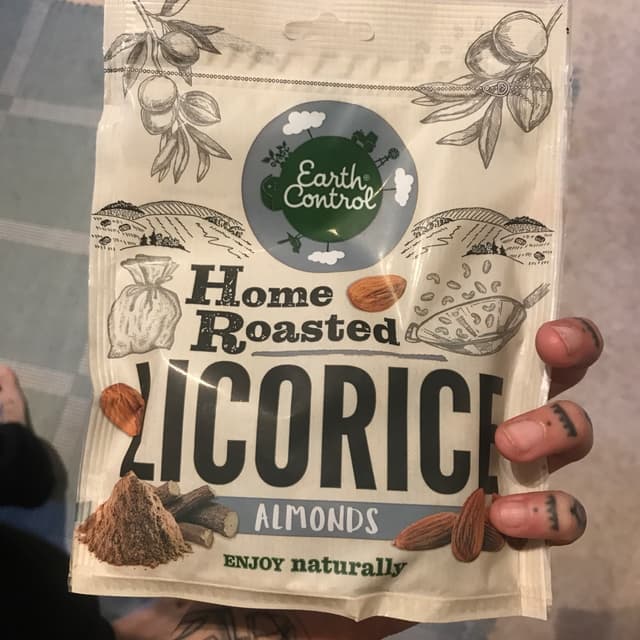 Earth®
Control
Home
Roasted
LICORICE
ALMONDS
ENJOY naturally